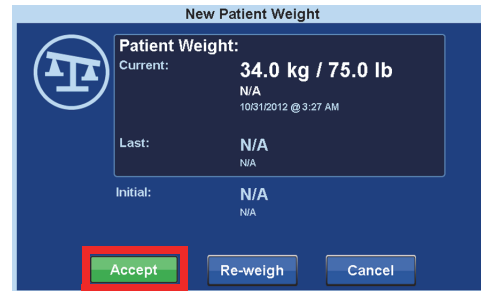 New Patient Weight
Patient Weight:
Current: 34.0 kg / 75.0 lb
N/A
10/31/2012 @ 3:27 AM
Last: N/A
N/A
Initial: N/A
N/A
Accept Re-weigh Cancel